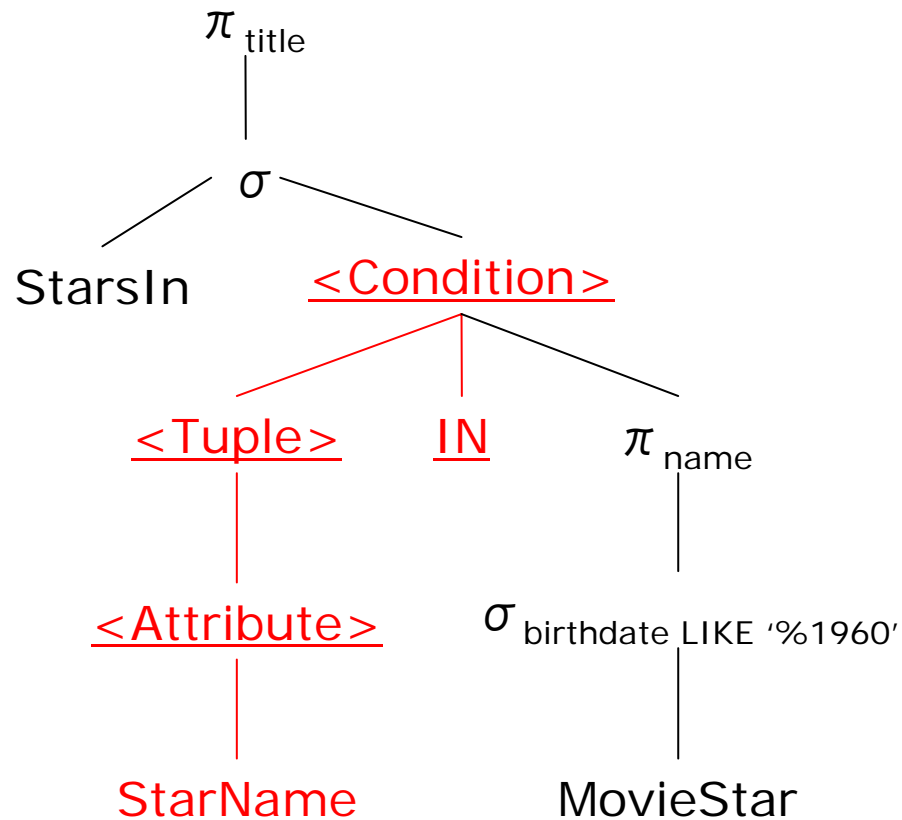 π title
σ
StarsIn <Condition>
<Tuple> IN π name
<Attribute> σ birthdate LIKE ‘%1960’
StarName MovieStar